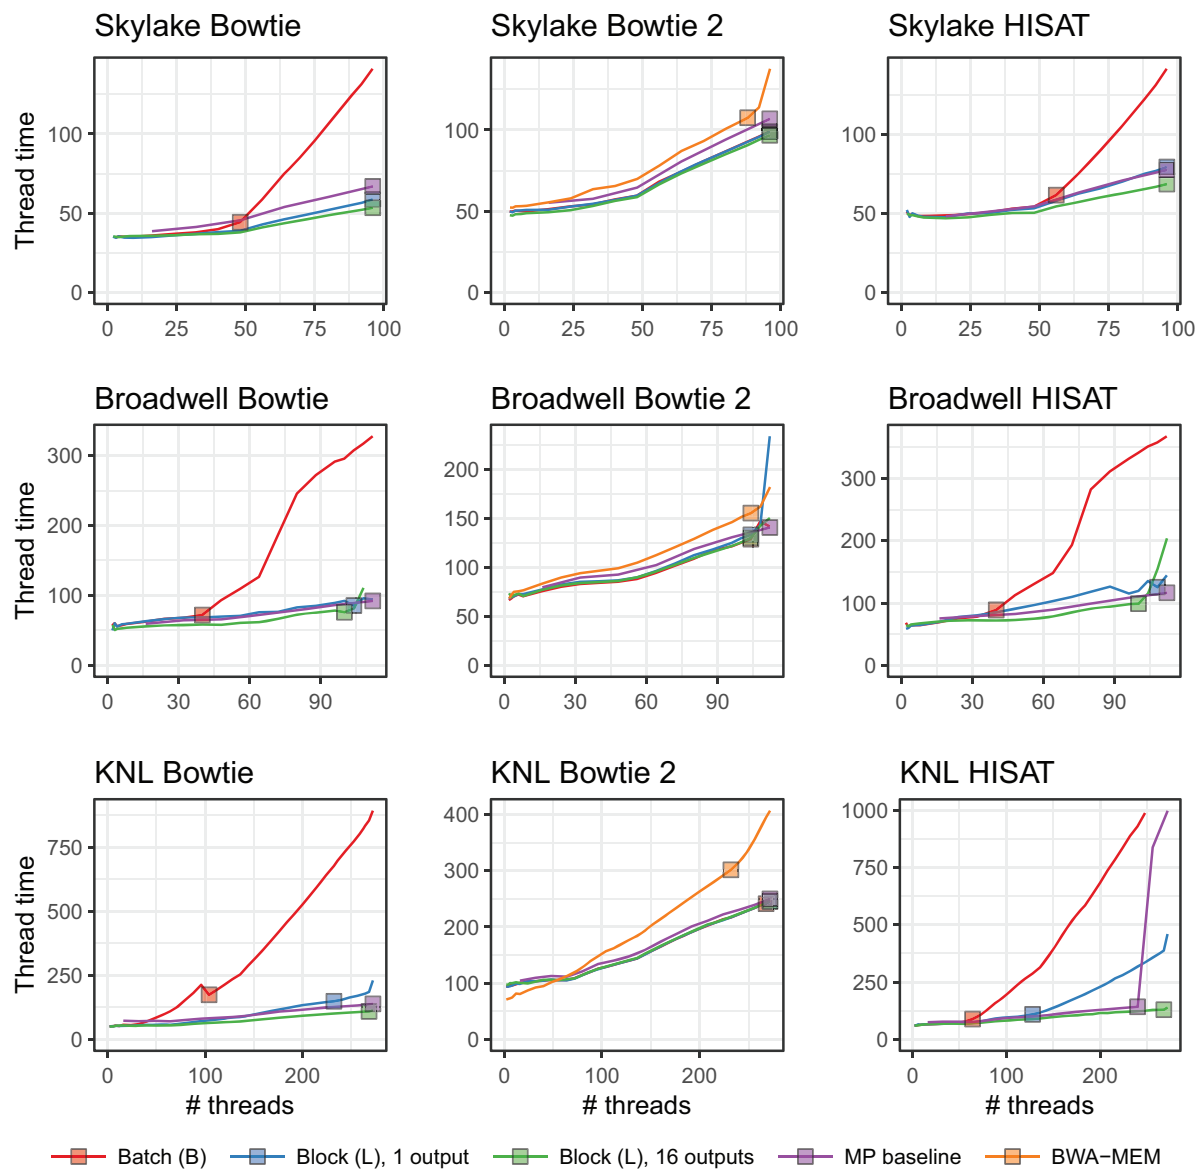 Skylake Bowtie
Skylake Bowtie 2
Skylake HISAT
Thread time
100
50
0
0 25 50 75 100
100
50
0
0 25 50 75 100
100
50
0
0 25 50 75 100
Broadwell Bowtie
Broadwell Bowtie 2
Broadwell HISAT
Thread time
300
200
100
0
0 30 60 90
200
150
100
50
0
0 30 60 90
300
200
100
0
0 30 60 90
KNL Bowtie
KNL Bowtie 2
KNL HISAT
Thread time
750
500
250
0
0 100 200
# threads
400
300
200
100
0
0 100 200
# threads
1000
750
500
250
0
0 100 200
# threads
Batch (B) Block (L), 1 output Block (L), 16 outputs MP baseline BWA−MEM